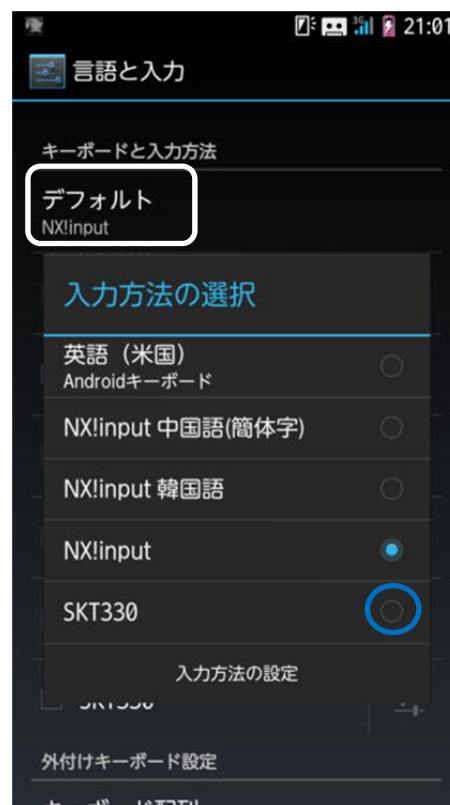 3G 21:01
言語と入力
キーボードと入力方法
デフォルト
NX!input
入力方法の選択
英語（米国）
Androidキーボード
NX!input 中国語(簡体字)
NX!input 韓国語
NX!input
SKT330
入力方法の設定
SKT330
外付けキーボード設定